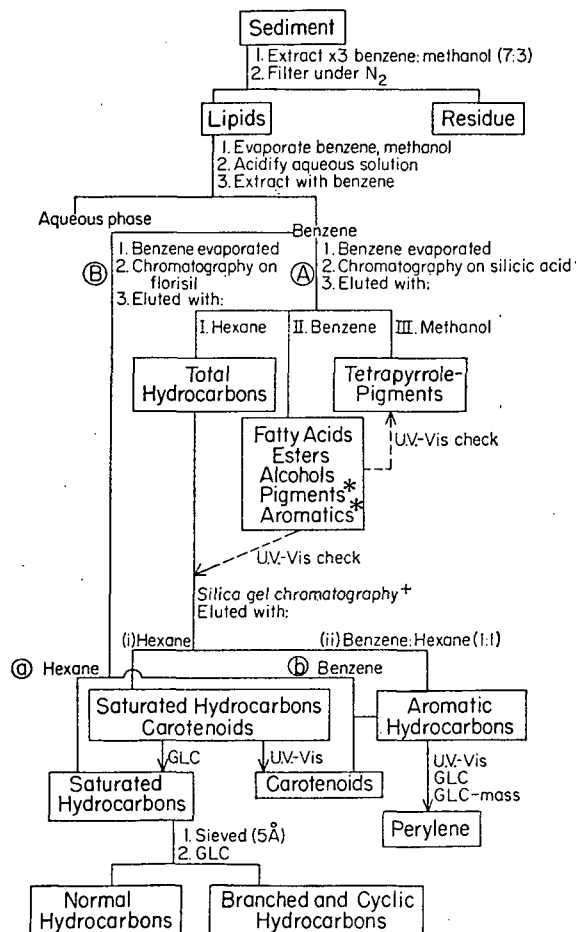 Sediment
1. Extract x3 benzene: methanol (7:3)
2. Filter under N2
Lipids
Residue
1. Evaporate benzene, methanol
2. Acidify aqueous solution
3. Extract with benzene
Aqueous phase
Benzene
B
1. Benzene evaporated
2. Chromatography on
florisil
3. Eluted with:
A
1. Benzene evaporated
2. Chromatography on silicic acid
3. Eluted with:
I. Hexane
II. Benzene
III. Methanol
Total
Hydrocarbons
Tetrapyrrole-
Pigments
Fatty Acids
Esters
Alcohols
Pigments*
Aromatics*
U.V.-Vis check
U.V.-Vis check
Silica gel chromatography+
Eluted with:
(i) Hexane
(ii) Benzene: Hexane (1:1)
a Hexane
b Benzene
Saturated Hydrocarbons
Carotenoids
Aromatic
Hydrocarbons
GLC
U.V.-Vis
U.V.-Vis
GLC
GLC-mass
Saturated
Hydrocarbons
Carotenoids
Perylene
1. Sieved (5Å)
2. GLC
Normal
Hydrocarbons
Branched and Cyclic
Hydrocarbons